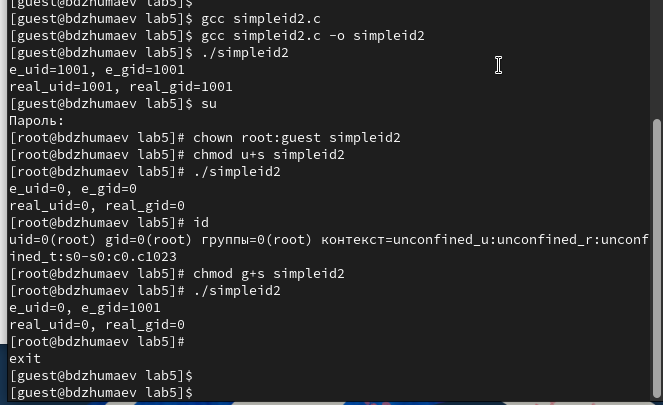 [guest@bdzhumaev lab5]$
[guest@bdzhumaev lab5]$ gcc simpleid2.c
[guest@bdzhumaev lab5]$ gcc simpleid2.c -o simpleid2
[guest@bdzhumaev lab5]$ ./simpleid2
e_uid=1001, e_gid=1001
real_uid=1001, real_gid=1001
[guest@bdzhumaev lab5]$ su
Пароль:
[root@bdzhumaev lab5]# chown root:guest simpleid2
[root@bdzhumaev lab5]# chmod u+s simpleid2
[root@bdzhumaev lab5]# ./simpleid2
e_uid=0, e_gid=0
real_uid=0, real_gid=0
[root@bdzhumaev lab5]# id
uid=0(root) gid=0(root) группы=0(root) контекст=unconfined_u:unconfined_r:unconf
ined_t:s0-s0:c0.c1023
[root@bdzhumaev lab5]# chmod g+s simpleid2
[root@bdzhumaev lab5]# ./simpleid2
e_uid=0, e_gid=1001
real_uid=0, real_gid=0
[root@bdzhumaev lab5]#
exit
[guest@bdzhumaev lab5]$
[guest@bdzhumaev lab5]$